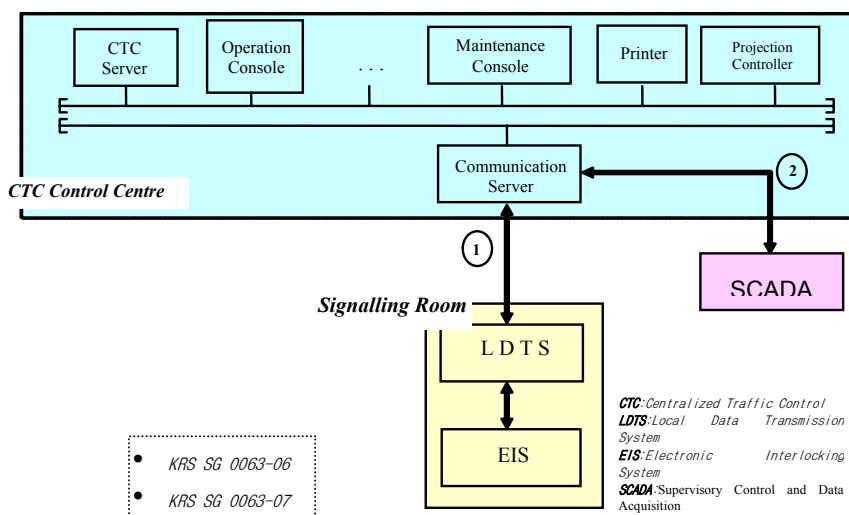 CTC
Server
Operation
Console
. . .
Maintenance
Console
Printer
Projection
Controller
Communication
Server
CTC Control Centre
2
1
SCADA
Signalling Room
L D T S
EIS
CTC:Centralized Traffic Control
LDTS:Local Data Transmission
System
EIS:Electronic Interlocking
System
SCADA:Supervisory Control and Data
Acquisition
• KRS SG 0063-06
• KRS SG 0063-07